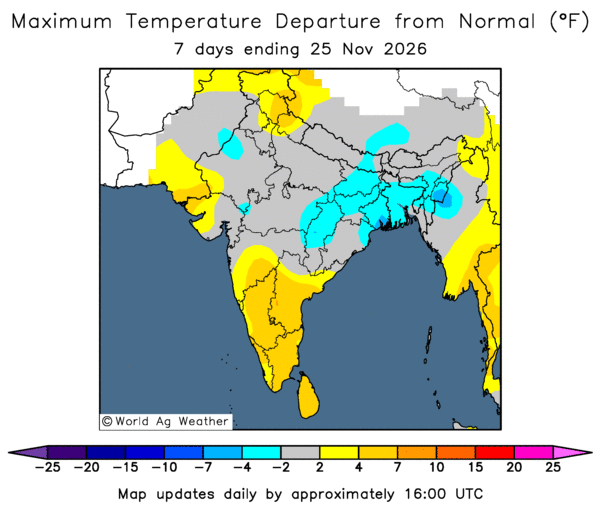 Maximum Temperature Departure from Normal (°F)
7 days ending 25 Nov 2026
©World Ag Weather
−25 −20 −15 −10 −7 −4 −2 2 4 7 10 15 20 25
Map updates daily by approximately 16:00 UTC